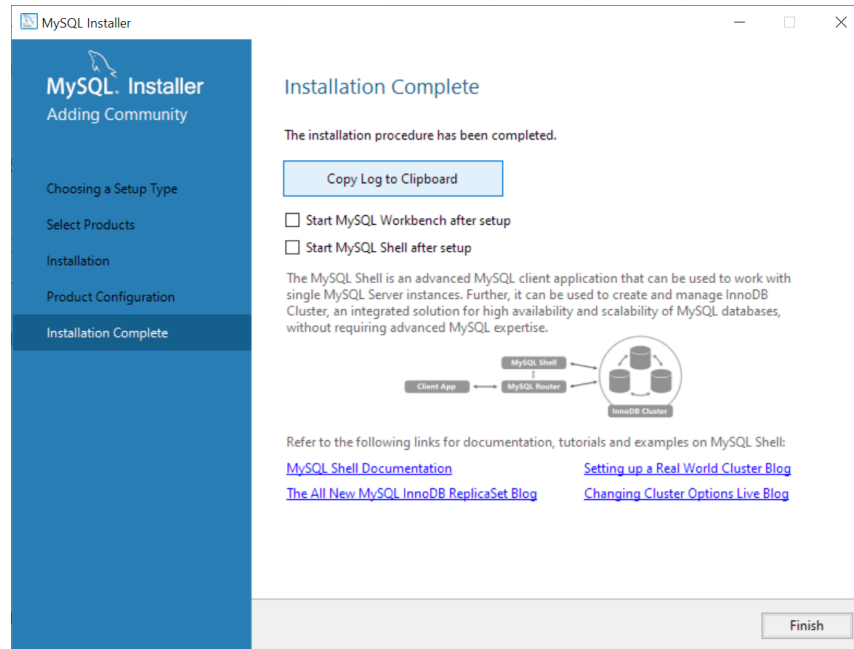 MySQL Installer
MySQL. Installer
Adding Community
Choosing a Setup Type
Select Products
Installation
Product Configuration
Installation Complete
Installation Complete
The installation procedure has been completed.
Copy Log to Clipboard
Start MySQL Workbench after setup
Start MySQL Shell after setup
The MySQL Shell is an advanced MySQL client application that can be used to work with
single MySQL Server instances. Further, it can be used to create and manage InnoDB
Cluster, an integrated solution for high availability and scalability of MySQL databases,
without requiring advanced MySQL expertise.
MySQL Shell
Client App
MySQL Router
InnoDB Cluster
Refer to the following links for documentation, tutorials and examples on MySQL Shell:
MySQL Shell Documentation
Setting up a Real World Cluster Blog
The All New MySQL InnoDB ReplicaSet Blog
Changing Cluster Options Live Blog
Finish